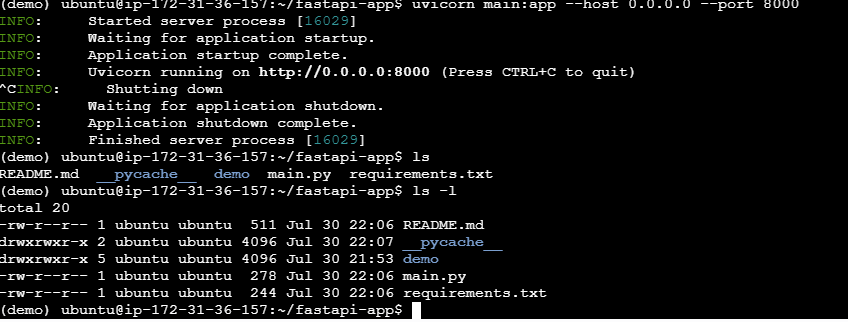 (demo) ubuntu@ip-172-31-36-157:~/fastapi-app$ uvicorn main:app --host 0.0.0.0 --port 8000
INFO:     Started server process [16029]
INFO:     Waiting for application startup.
INFO:     Application startup complete.
INFO:     Uvicorn running on http://0.0.0.0:8000 (Press CTRL+C to quit)
^CINFO:     Shutting down
INFO:     Waiting for application shutdown.
INFO:     Application shutdown complete.
INFO:     Finished server process [16029]
(demo) ubuntu@ip-172-31-36-157:~/fastapi-app$ ls
README.md  __pycache__  demo  main.py  requirements.txt
(demo) ubuntu@ip-172-31-36-157:~/fastapi-app$ ls -l
total 20
-rw-r--r-- 1 ubuntu ubuntu  511 Jul 30 22:06 README.md
drwxrwxr-x 2 ubuntu ubuntu 4096 Jul 30 22:07 __pycache__
drwxrwxr-x 5 ubuntu ubuntu 4096 Jul 30 21:53 demo
-rw-r--r-- 1 ubuntu ubuntu  278 Jul 30 22:06 main.py
-rw-r--r-- 1 ubuntu ubuntu  244 Jul 30 22:06 requirements.txt
(demo) ubuntu@ip-172-31-36-157:~/fastapi-app$